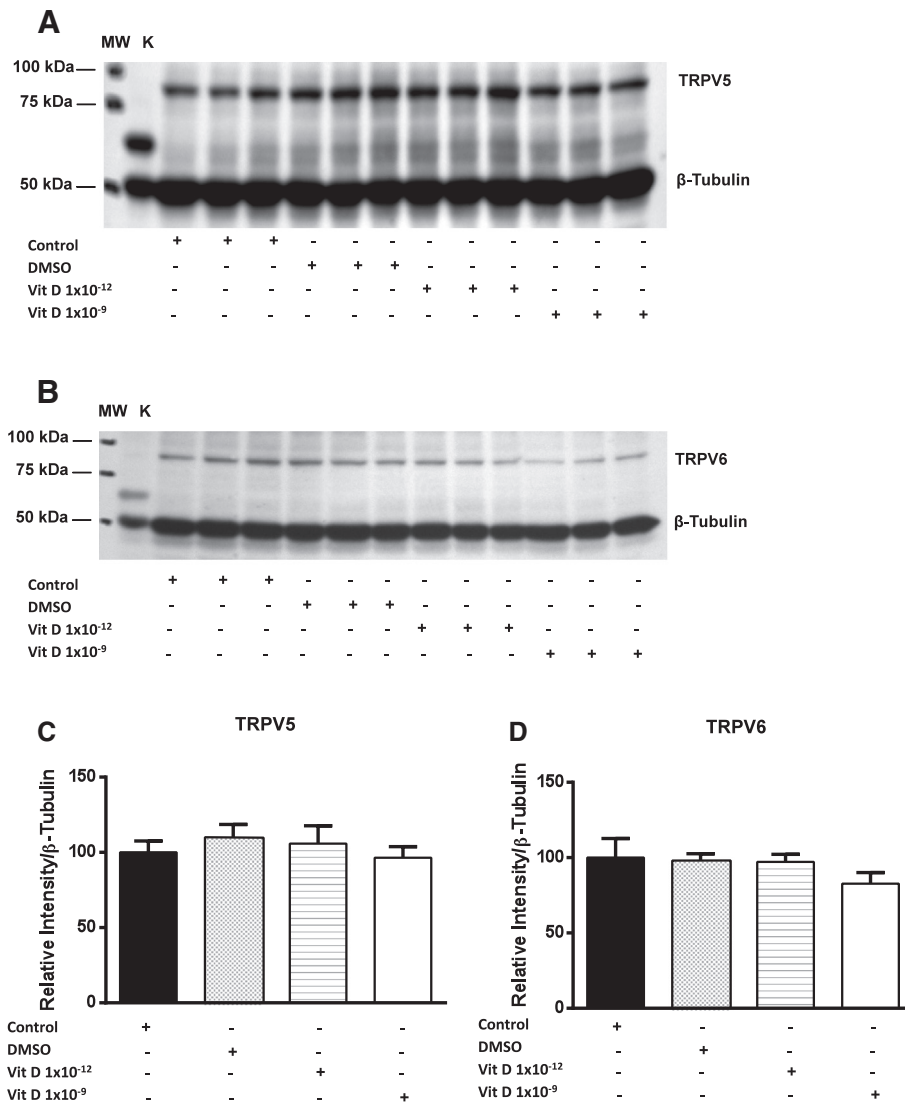 A
MW K
100 kDa
75 kDa
50 kDa
TRPV5
β-Tubulin
Control + + + - - - - - - - - -
DMSO - - - + + + - - - - - -
Vit D 1x10⁻¹² - - - - - - + + + - - -
Vit D 1x10⁻⁹ - - - - - - - - - + + +
B
MW K
100 kDa
75 kDa
50 kDa
TRPV6
β-Tubulin
Control + + + - - - - - - - - -
DMSO - - - + + + - - - - - -
Vit D 1x10⁻¹² - - - - - - + + + - - -
Vit D 1x10⁻⁹ - - - - - - - - - + + +
C
TRPV5
Relative Intensity/β-Tubulin
150
100
50
0
Control + - - -
DMSO - + - -
Vit D 1x10⁻¹² - - + -
Vit D 1x10⁻⁹ - - - +
D
TRPV6
Relative Intensity/β-Tubulin
150
100
50
0
Control + - - -
DMSO - + - -
Vit D 1x10⁻¹² - - + -
Vit D 1x10⁻⁹ - - - +